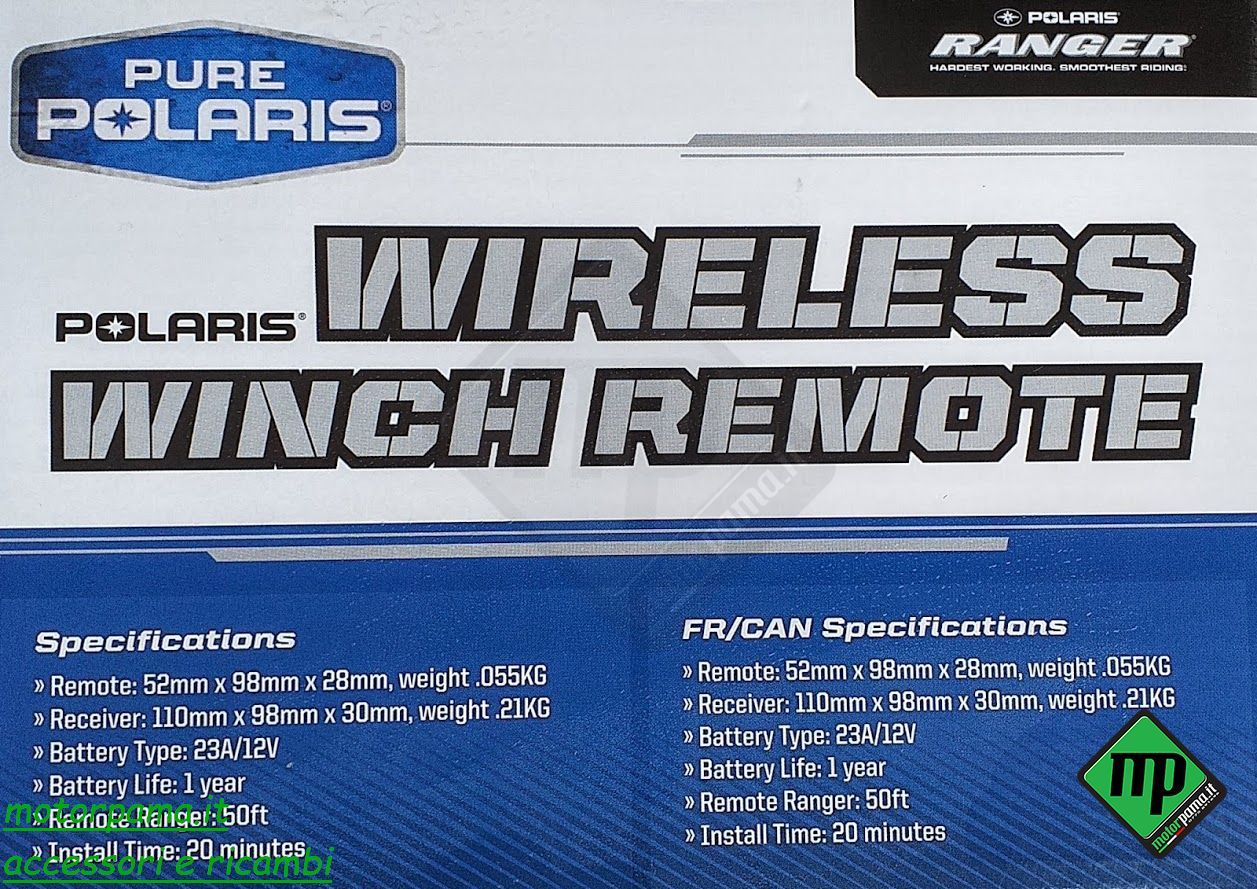 PURE
POLARIS®
POLARIS®
RANGER®
HARDEST WORKING. SMOOTHEST RIDING.
POLARIS® WIRELESS
WINCH REMOTE
Specifications
» Remote: 52mm x 98mm x 28mm, weight .055KG
» Receiver: 110mm x 98mm x 30mm, weight .21KG
» Battery Type: 23A/12V
» Battery Life: 1 year
» Remote Ranger: 50ft
» Install Time: 20 minutes
FR/CAN Specifications
» Remote: 52mm x 98mm x 28mm, weight .055KG
» Receiver: 110mm x 98mm x 30mm, weight .21KG
» Battery Type: 23A/12V
» Battery Life: 1 year
» Remote Ranger: 50ft
» Install Time: 20 minutes
motorpama.it
accessori e ricambi
mp
motorpama.it